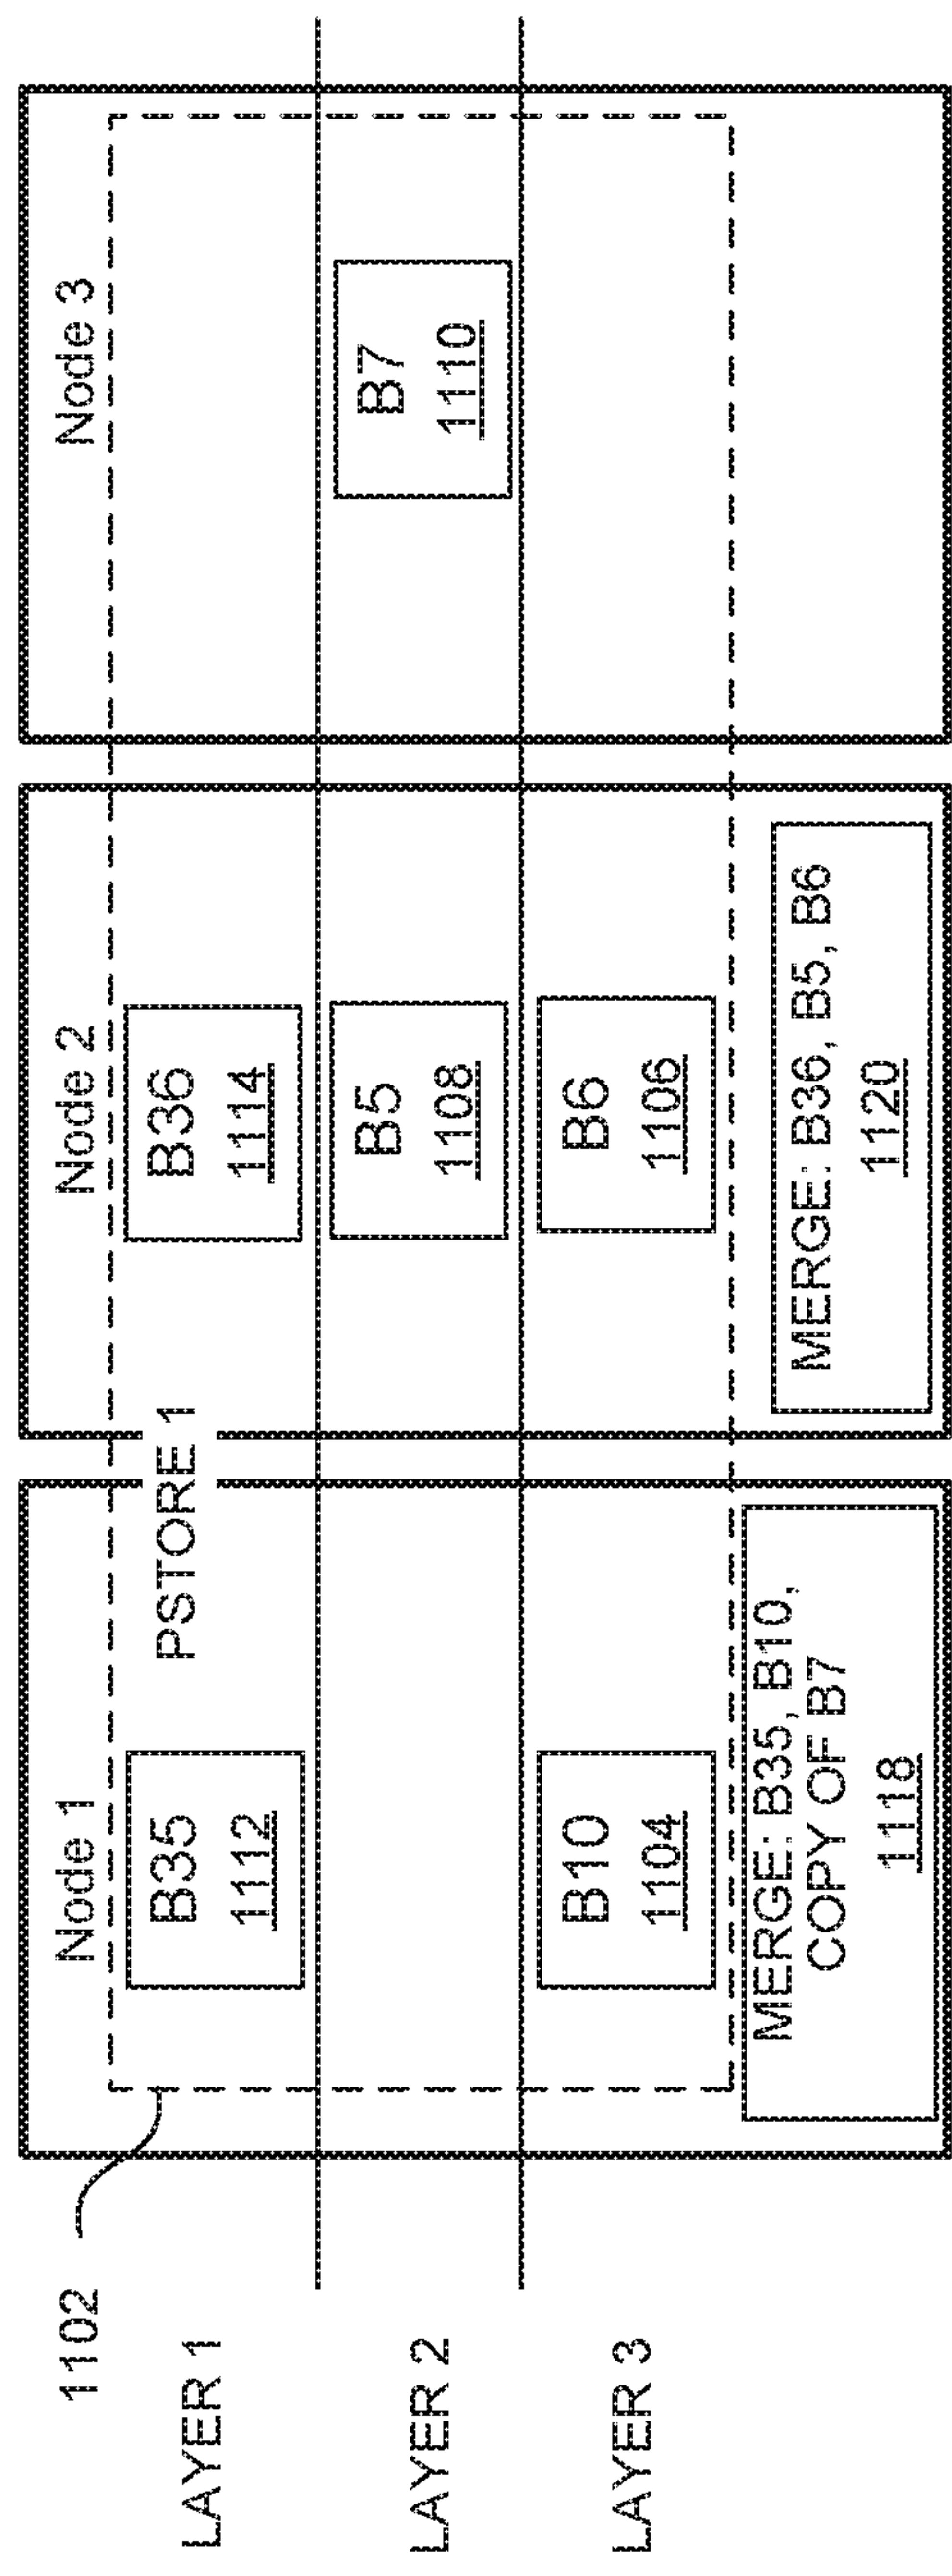 1102
Node 1
Node 2
Node 3
LAYER 1
B35
1112
PSTORE 1
B36
1114
LAYER 2
B5
1108
B7
1110
LAYER 3
B10
1104
B6
1106
MERGE: B35, B10,
COPY OF B7
1118
MERGE: B36, B5, B6
1120